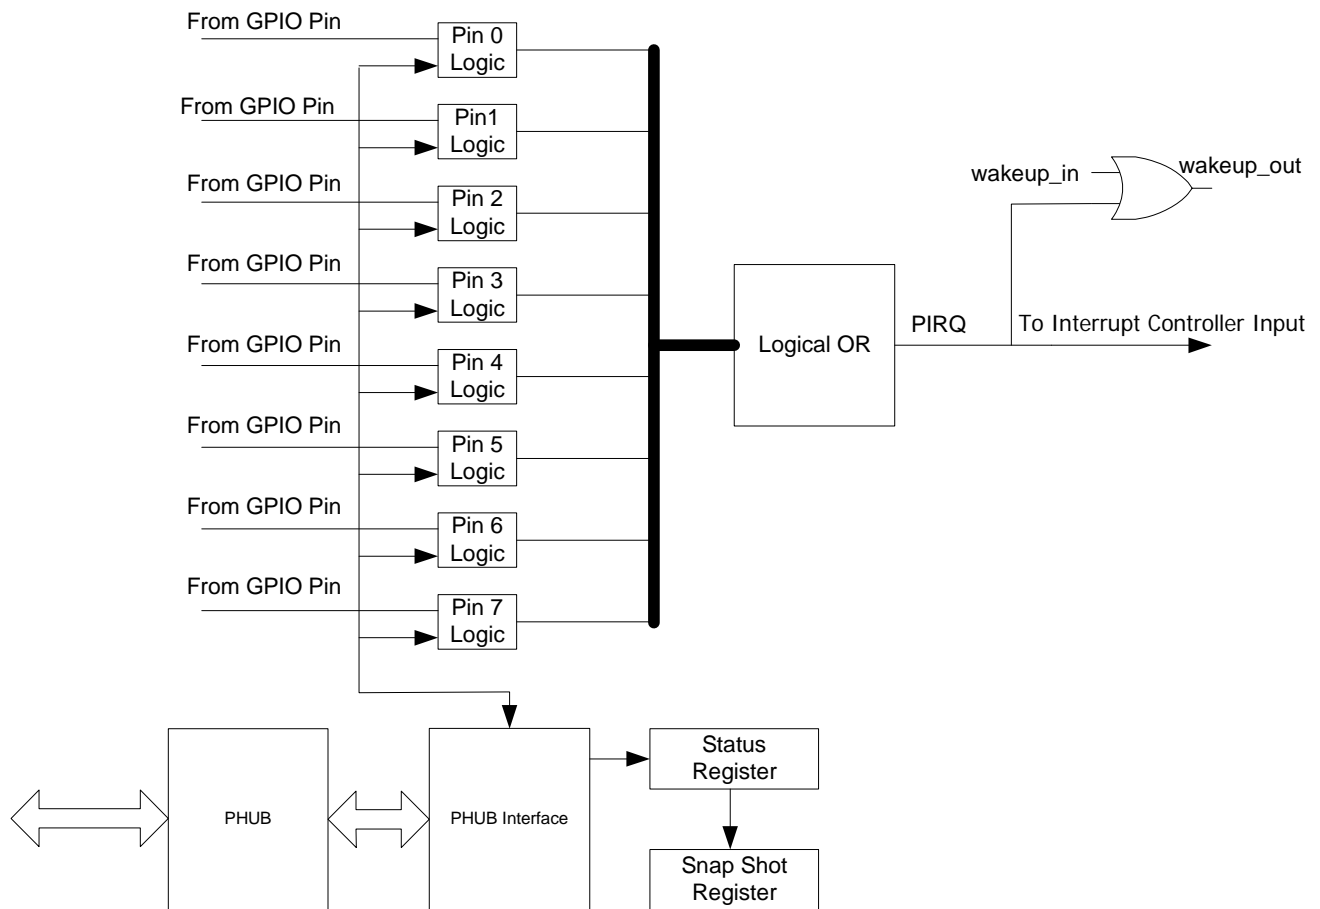 From GPIO Pin
Pin 0
Logic
From GPIO Pin
Pin1
Logic
From GPIO Pin
Pin 2
Logic
From GPIO Pin
Pin 3
Logic
From GPIO Pin
Pin 4
Logic
From GPIO Pin
Pin 5
Logic
From GPIO Pin
Pin 6
Logic
From GPIO Pin
Pin 7
Logic
Logical OR
PIRQ
To Interrupt Controller Input
wakeup_in
wakeup_out
PHUB
PHUB Interface
Status
Register
Snap Shot
Register